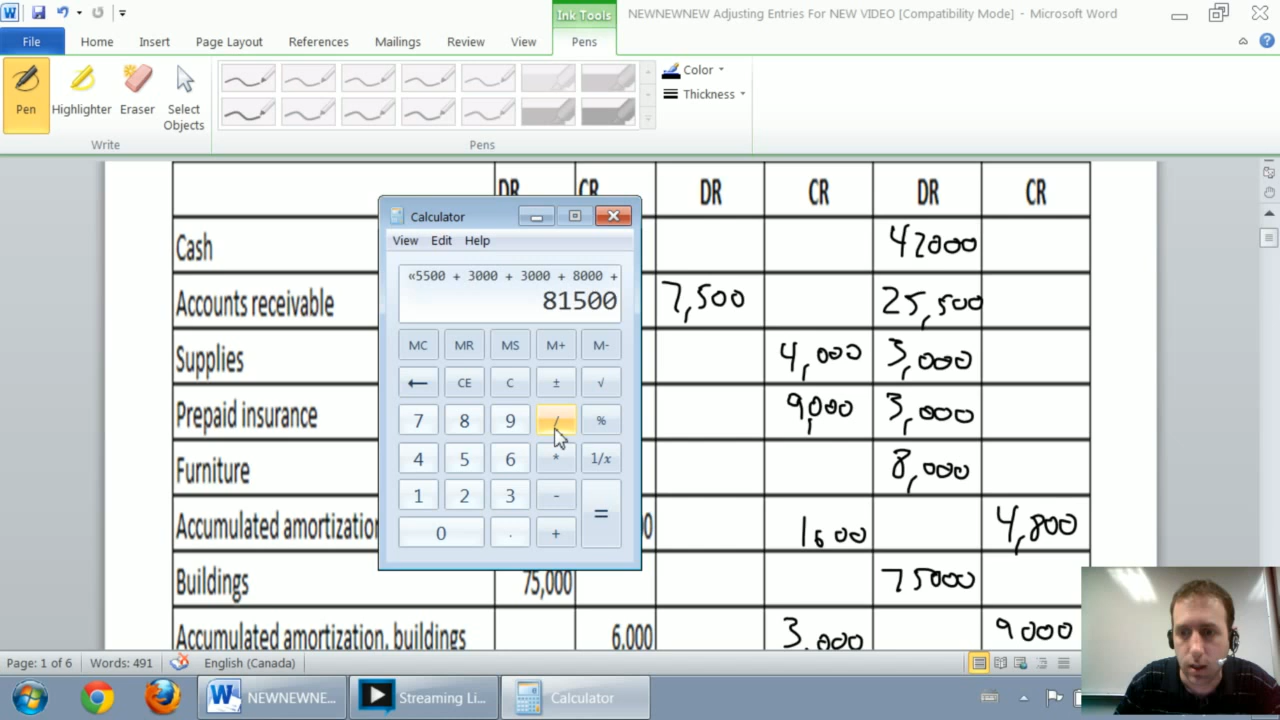 NEWNEWNEW Adjusting Entries For NEW VIDEO [Compatibility Mode] - Microsoft Word
Ink Tools
File Home Insert Page Layout References Mailings Review View Pens
Pen Highlighter Eraser Select Objects
Color
Thickness
Write Pens
DR CR DR CR DR CR
Cash 42000
Accounts receivable 7,500 25,500
Supplies 4,000 3,000
Prepaid insurance 9,000 3,000
Furniture 8,000
Accumulated amortization 1600 4,800
Buildings 75,000 75000
Accumulated amortization, buildings 6,000 3,000 9000
Calculator
View Edit Help
«5500 + 3000 + 3000 + 8000 +
81500
MC MR MS M+ M-
← CE C ± √
7 8 9 / %
4 5 6 * 1/x
1 2 3 - =
0 . +
Page: 1 of 6 Words: 491 English (Canada)
NEWNEWNE... Streaming Li... Calculator